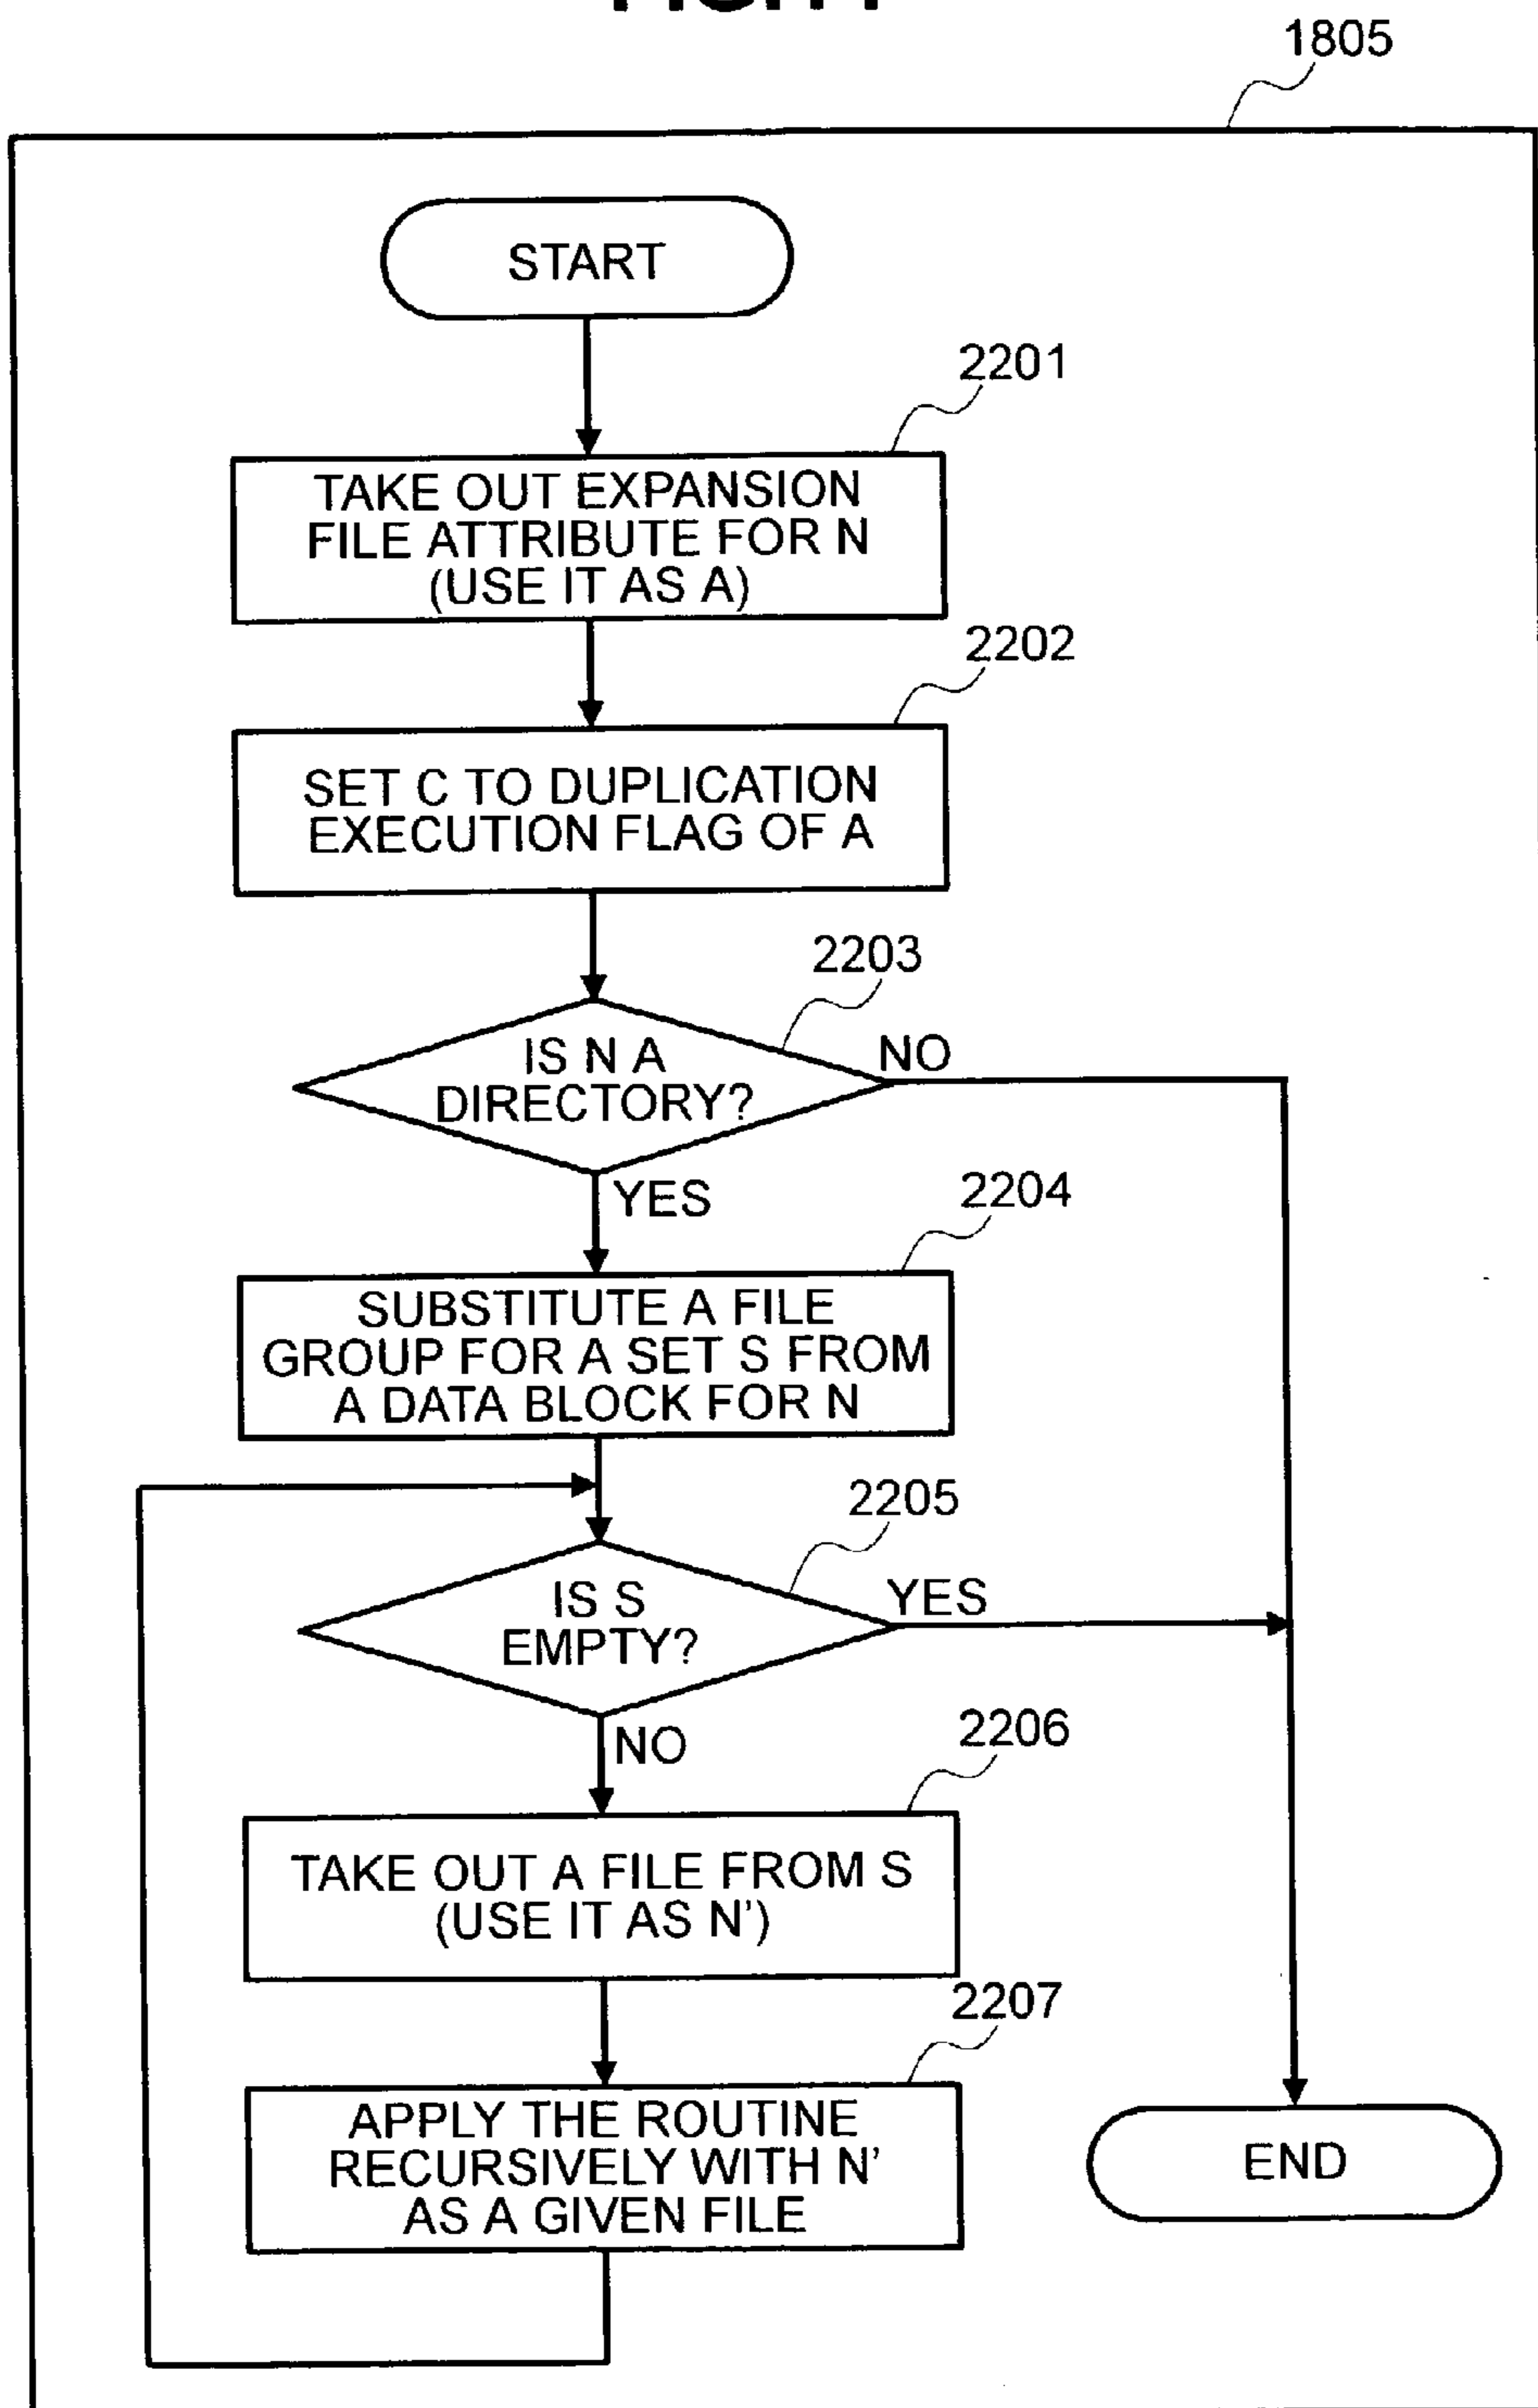 1805
START
2201
TAKE OUT EXPANSION
FILE ATTRIBUTE FOR N
(USE IT AS A)
2202
SET C TO DUPLICATION
EXECUTION FLAG OF A
2203
IS N A
DIRECTORY?
NO
YES
2204
SUBSTITUTE A FILE
GROUP FOR A SET S FROM
A DATA BLOCK FOR N
2205
IS S
EMPTY?
YES
NO
2206
TAKE OUT A FILE FROM S
(USE IT AS N')
2207
APPLY THE ROUTINE
RECURSIVELY WITH N'
AS A GIVEN FILE
END